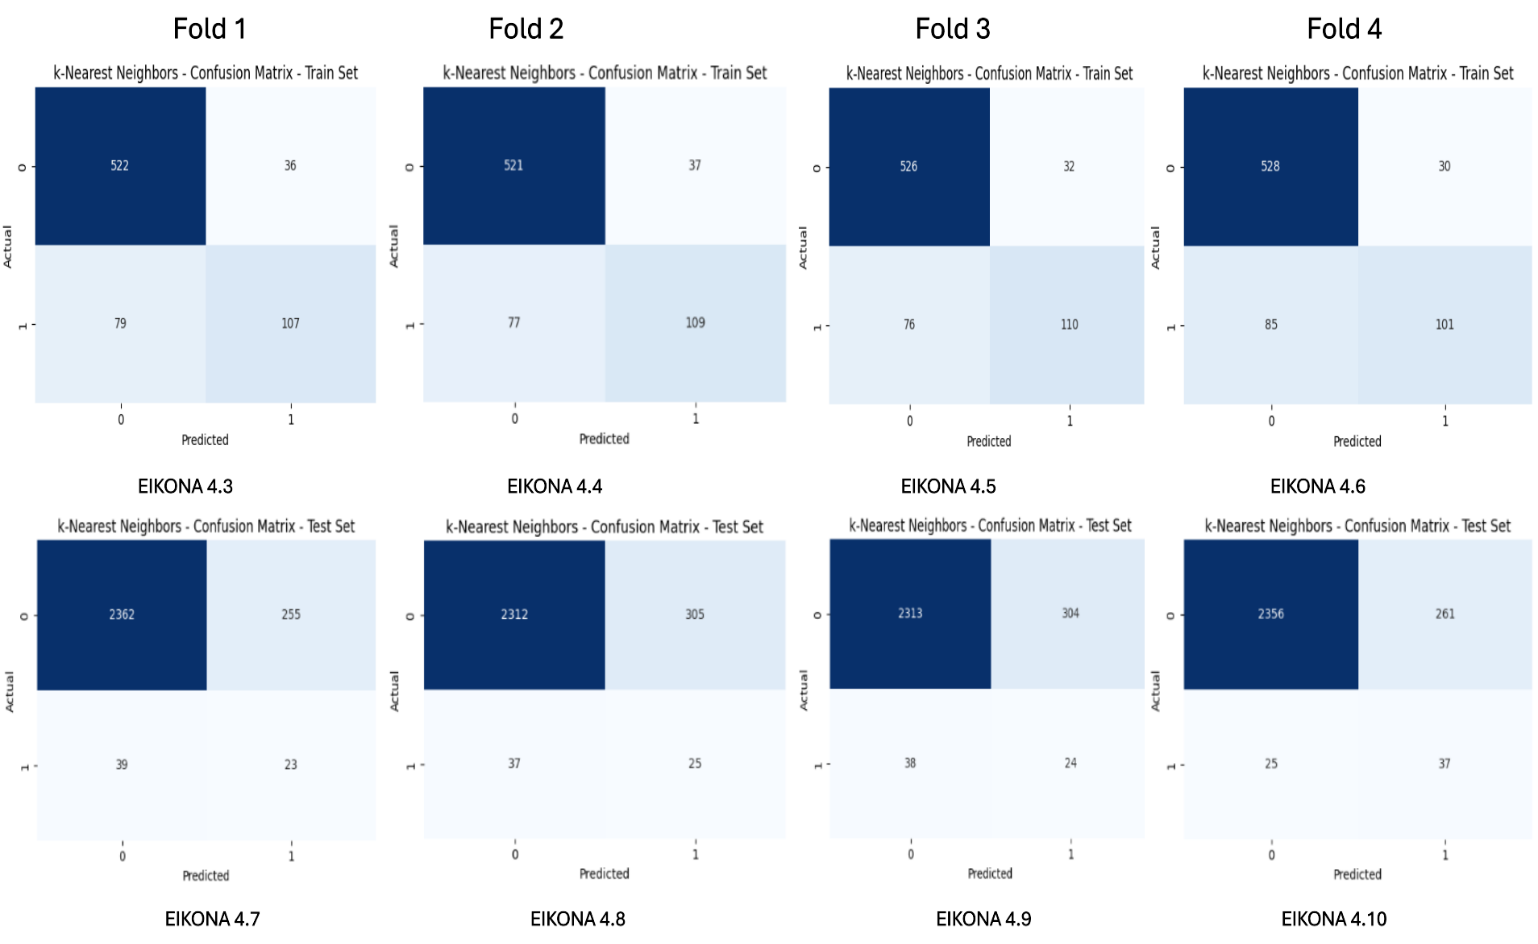 Fold 1
k-Nearest Neighbors - Confusion Matrix - Train Set
0
522
36
Actual
1
79
107
0
1
Predicted
EIKONA 4.3
Fold 2
k-Nearest Neighbors - Confusion Matrix - Train Set
0
521
37
Actual
1
77
109
0
1
Predicted
EIKONA 4.4
Fold 3
k-Nearest Neighbors - Confusion Matrix - Train Set
0
526
32
Actual
1
76
110
0
1
Predicted
EIKONA 4.5
Fold 4
k-Nearest Neighbors - Confusion Matrix - Train Set
0
528
30
Actual
1
85
101
0
1
Predicted
EIKONA 4.6
k-Nearest Neighbors - Confusion Matrix - Test Set
0
2362
255
Actual
1
39
23
0
1
Predicted
EIKONA 4.7
k-Nearest Neighbors - Confusion Matrix - Test Set
0
2312
305
Actual
1
37
25
0
1
Predicted
EIKONA 4.8
k-Nearest Neighbors - Confusion Matrix - Test Set
0
2313
304
Actual
1
38
24
0
1
Predicted
EIKONA 4.9
k-Nearest Neighbors - Confusion Matrix - Test Set
0
2356
261
Actual
1
25
37
0
1
Predicted
EIKONA 4.10